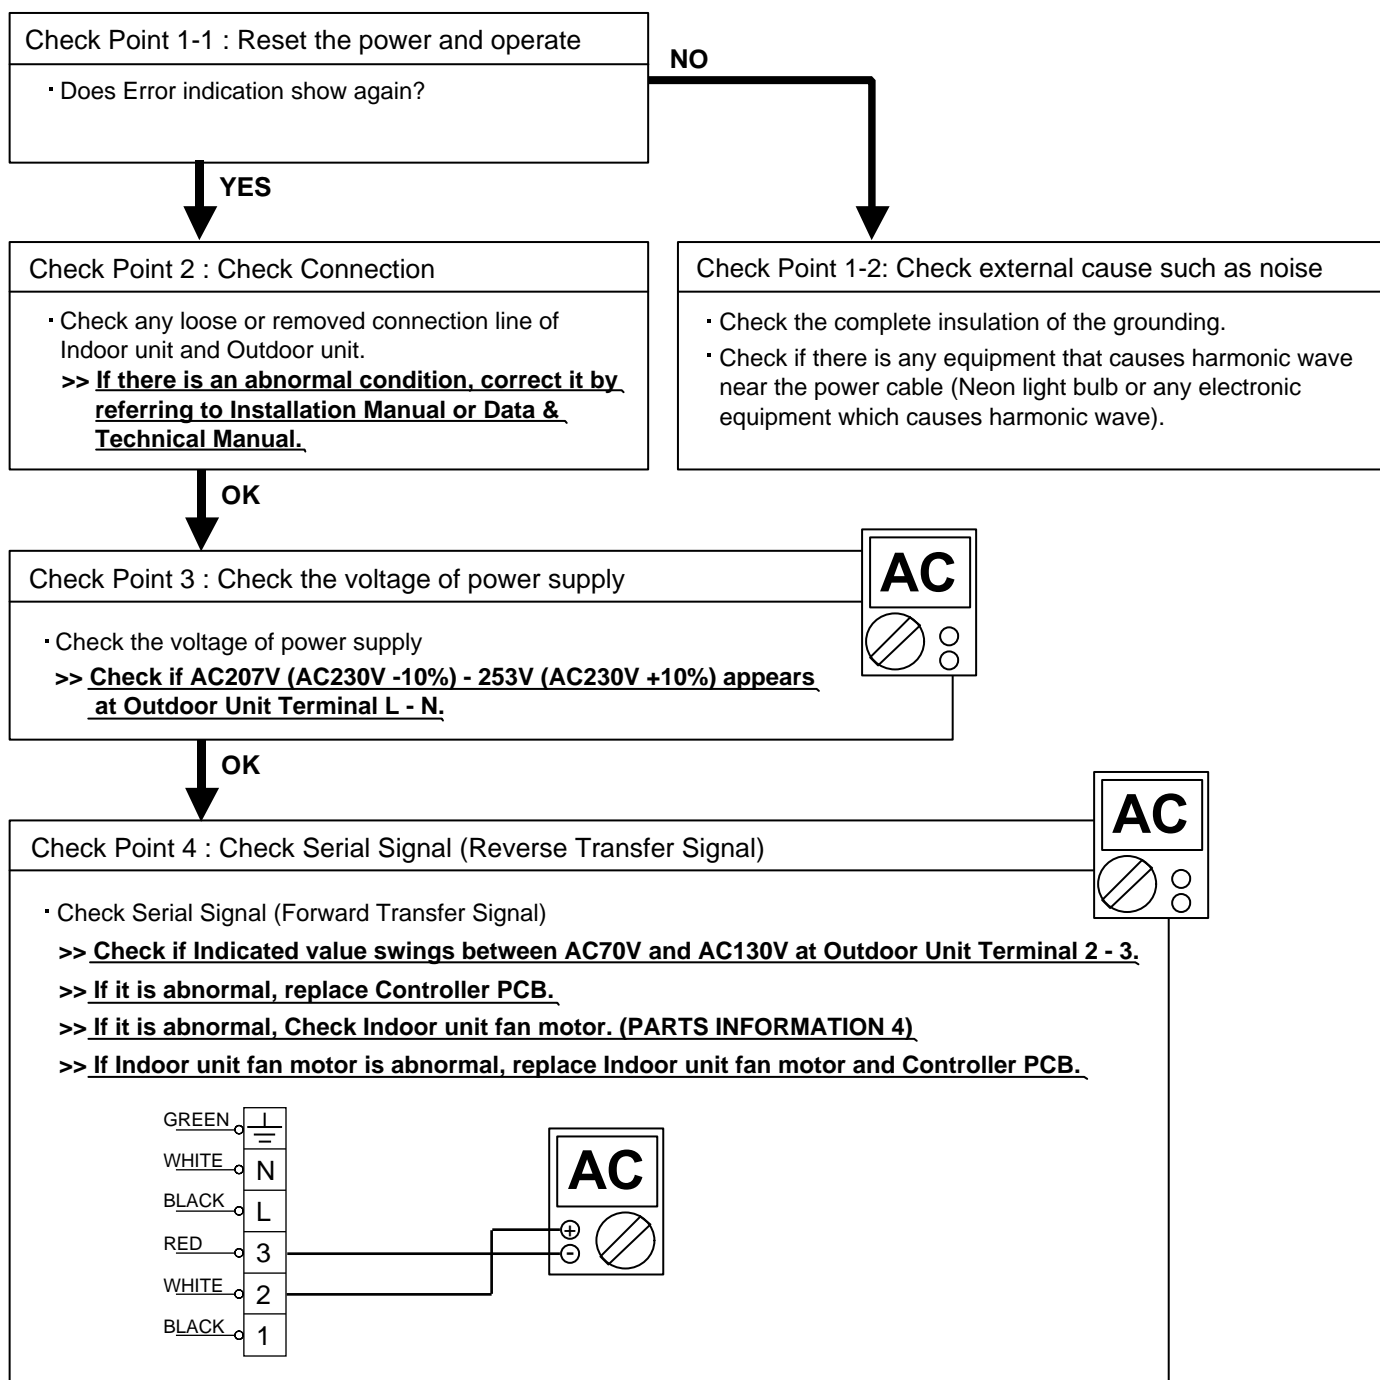 Check Point 1-1 : Reset the power and operate
· Does Error indication show again?
NO
YES
Check Point 2 : Check Connection
· Check any loose or removed connection line of
Indoor unit and Outdoor unit.
>> If there is an abnormal condition, correct it by
referring to Installation Manual or Data &
Technical Manual.
Check Point 1-2: Check external cause such as noise
· Check the complete insulation of the grounding.
· Check if there is any equipment that causes harmonic wave
near the power cable (Neon light bulb or any electronic
equipment which causes harmonic wave).
OK
Check Point 3 : Check the voltage of power supply
AC
· Check the voltage of power supply
>> Check if AC207V (AC230V -10%) - 253V (AC230V +10%) appears
at Outdoor Unit Terminal L - N.
OK
Check Point 4 : Check Serial Signal (Reverse Transfer Signal)
AC
· Check Serial Signal (Forward Transfer Signal)
>> Check if Indicated value swings between AC70V and AC130V at Outdoor Unit Terminal 2 - 3.
>> If it is abnormal, replace Controller PCB.
>> If it is abnormal, Check Indoor unit fan motor. (PARTS INFORMATION 4)
>> If Indoor unit fan motor is abnormal, replace Indoor unit fan motor and Controller PCB.
GREEN
WHITE N
BLACK L
RED 3
WHITE 2
BLACK 1
AC
+
-